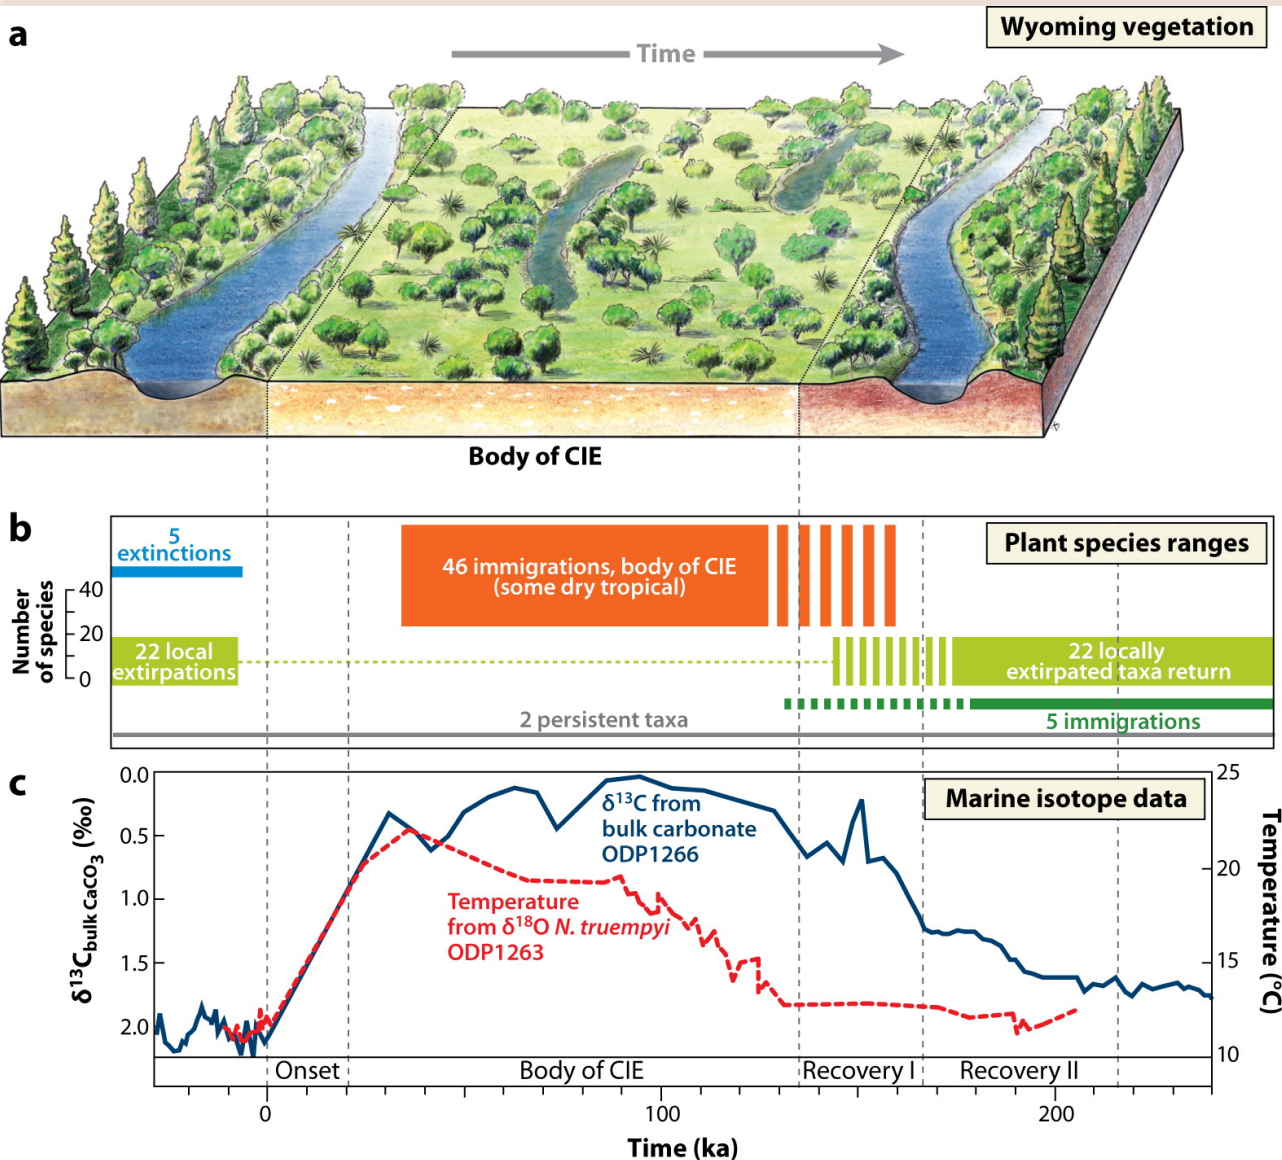 a
Wyoming vegetation
Time
Body of CIE
b
Plant species ranges
5
extinctions
46 immigrations, body of CIE
(some dry tropical)
Number
of species
40
20
0
22 local
extirpations
22 locally
extirpated taxa return
2 persistent taxa
5 immigrations
c
Marine isotope data
δ¹³C from
bulk carbonate
ODP1266
Temperature
from δ¹⁸O N. truempyi
ODP1263
δ¹³C bulk CaCO₃ (‰)
0.0
0.5
1.0
1.5
2.0
25
20
15
10
Temperature (°C)
Onset
Body of CIE
Recovery I
Recovery II
0
100
200
Time (ka)